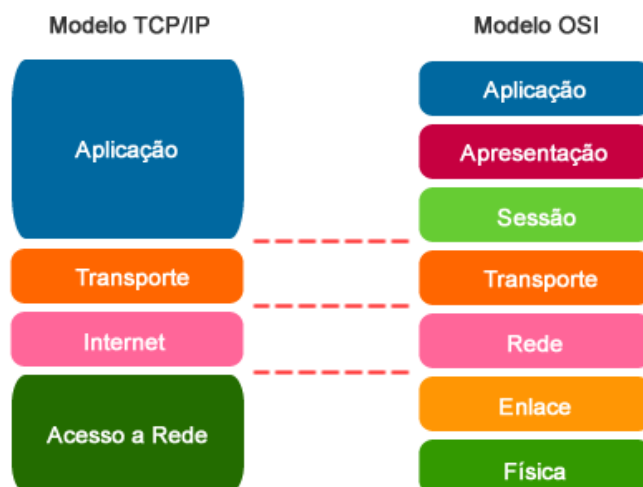 Modelo TCP/IP
Aplicação
Transporte
Internet
Acesso a Rede
Modelo OSI
Aplicação
Apresentação
Sessão
Transporte
Rede
Enlace
Física